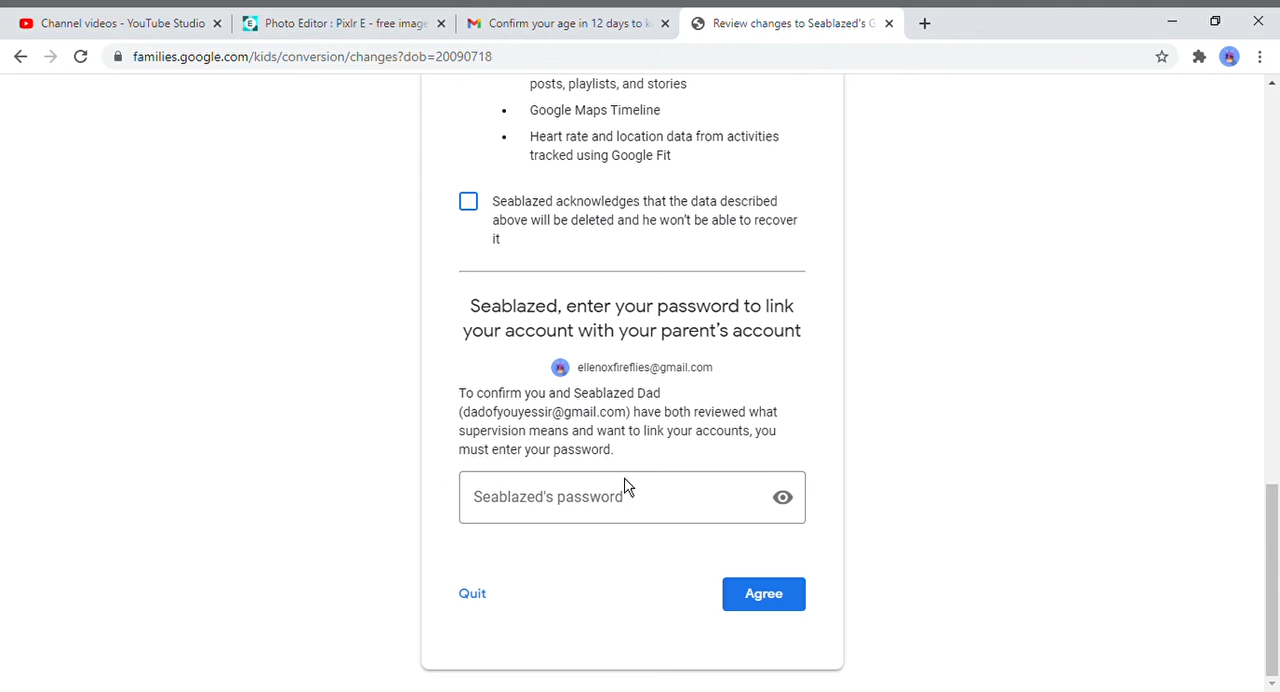 Channel videos - YouTube Studio
Photo Editor : Pixlr E - free image
Confirm your age in 12 days to k
Review changes to Seablazed's G
families.google.com/kids/conversion/changes?dob=20090718
posts, playlists, and stories
• Google Maps Timeline
• Heart rate and location data from activities
tracked using Google Fit
Seablazed acknowledges that the data described
above will be deleted and he won't be able to recover
it
Seablazed, enter your password to link
your account with your parent's account
ellenoxfireflies@gmail.com
To confirm you and Seablazed Dad
(dadofyouyessir@gmail.com) have both reviewed what
supervision means and want to link your accounts, you
must enter your password.
Seablazed's password
Quit
Agree